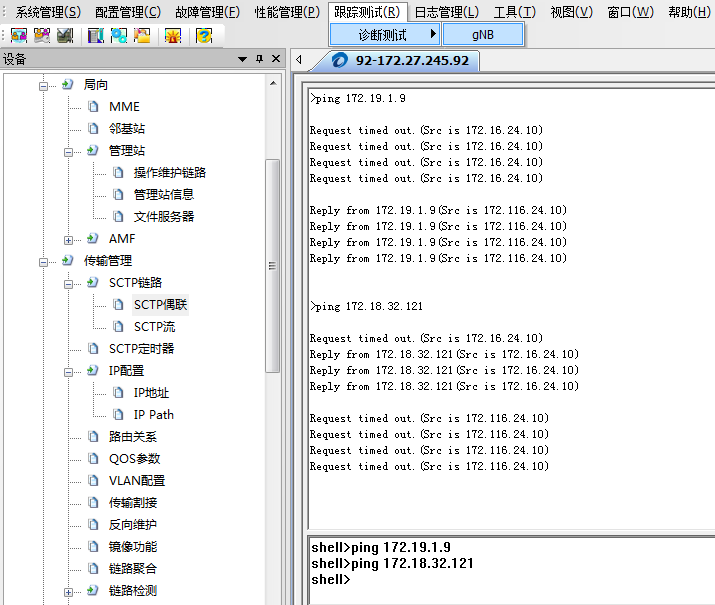 系统管理(S) 配置管理(C) 故障管理(F) 性能管理(P) 跟踪测试(R) 日志管理(L) 工具(T) 视图(V) 窗口(W) 帮助(H)
诊断测试 gNB
设备
92-172.27.245.92
局向
MME
邻基站
管理站
操作维护链路
管理站信息
文件服务器
AMF
传输管理
SCTP链路
SCTP偶联
SCTP流
SCTP定时器
IP配置
IP地址
IP Path
路由关系
QOS参数
VLAN配置
传输割接
反向维护
镜像功能
链路聚合
链路检测
>ping 172.19.1.9
Request timed out.(Src is 172.16.24.10)
Request timed out.(Src is 172.16.24.10)
Request timed out.(Src is 172.16.24.10)
Request timed out.(Src is 172.16.24.10)
Reply from 172.19.1.9(Src is 172.116.24.10)
Reply from 172.19.1.9(Src is 172.116.24.10)
Reply from 172.19.1.9(Src is 172.116.24.10)
Reply from 172.19.1.9(Src is 172.116.24.10)
>ping 172.18.32.121
Request timed out.(Src is 172.16.24.10)
Reply from 172.18.32.121(Src is 172.16.24.10)
Reply from 172.18.32.121(Src is 172.16.24.10)
Reply from 172.18.32.121(Src is 172.16.24.10)
Request timed out.(Src is 172.116.24.10)
Request timed out.(Src is 172.116.24.10)
Request timed out.(Src is 172.116.24.10)
Request timed out.(Src is 172.116.24.10)
shell>ping 172.19.1.9
shell>ping 172.18.32.121
shell>